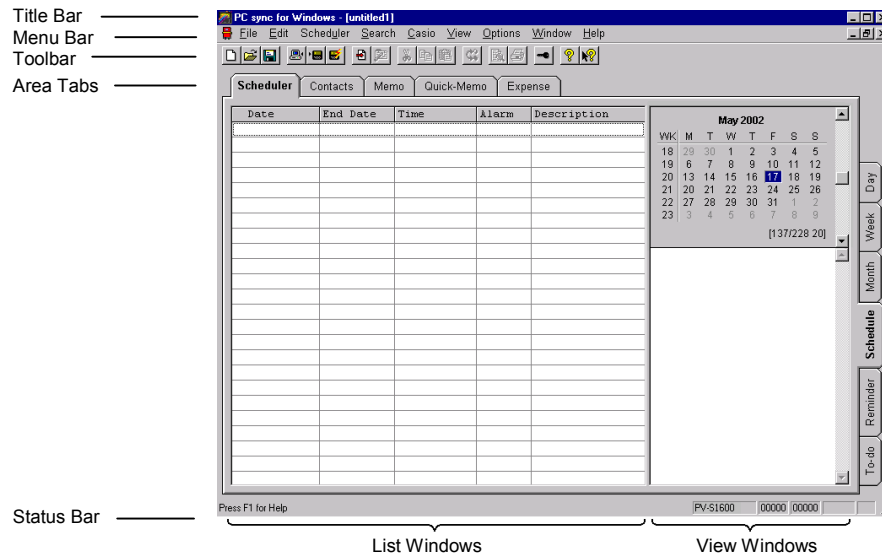 Title Bar
PC sync for Windows - [untitled1]
Menu Bar
File Edit Scheduler Search Casio View Options Window Help
Toolbar
Area Tabs
Scheduler Contacts Memo Quick-Memo Expense
Date End Date Time Alarm Description
May 2002
WK M T W T F S S
18 29 30 1 2 3 4 5
19 6 7 8 9 10 11 12
20 13 14 15 16 17 18 19
21 20 21 22 23 24 25 26
22 27 28 29 30 31 1 2
23 3 4 5 6 7 8 9
[137/228 20]
Day
Week
Month
Schedule
Reminder
To-do
Status Bar
Press F1 for Help
PV-S1600 00000 00000
List Windows
View Windows